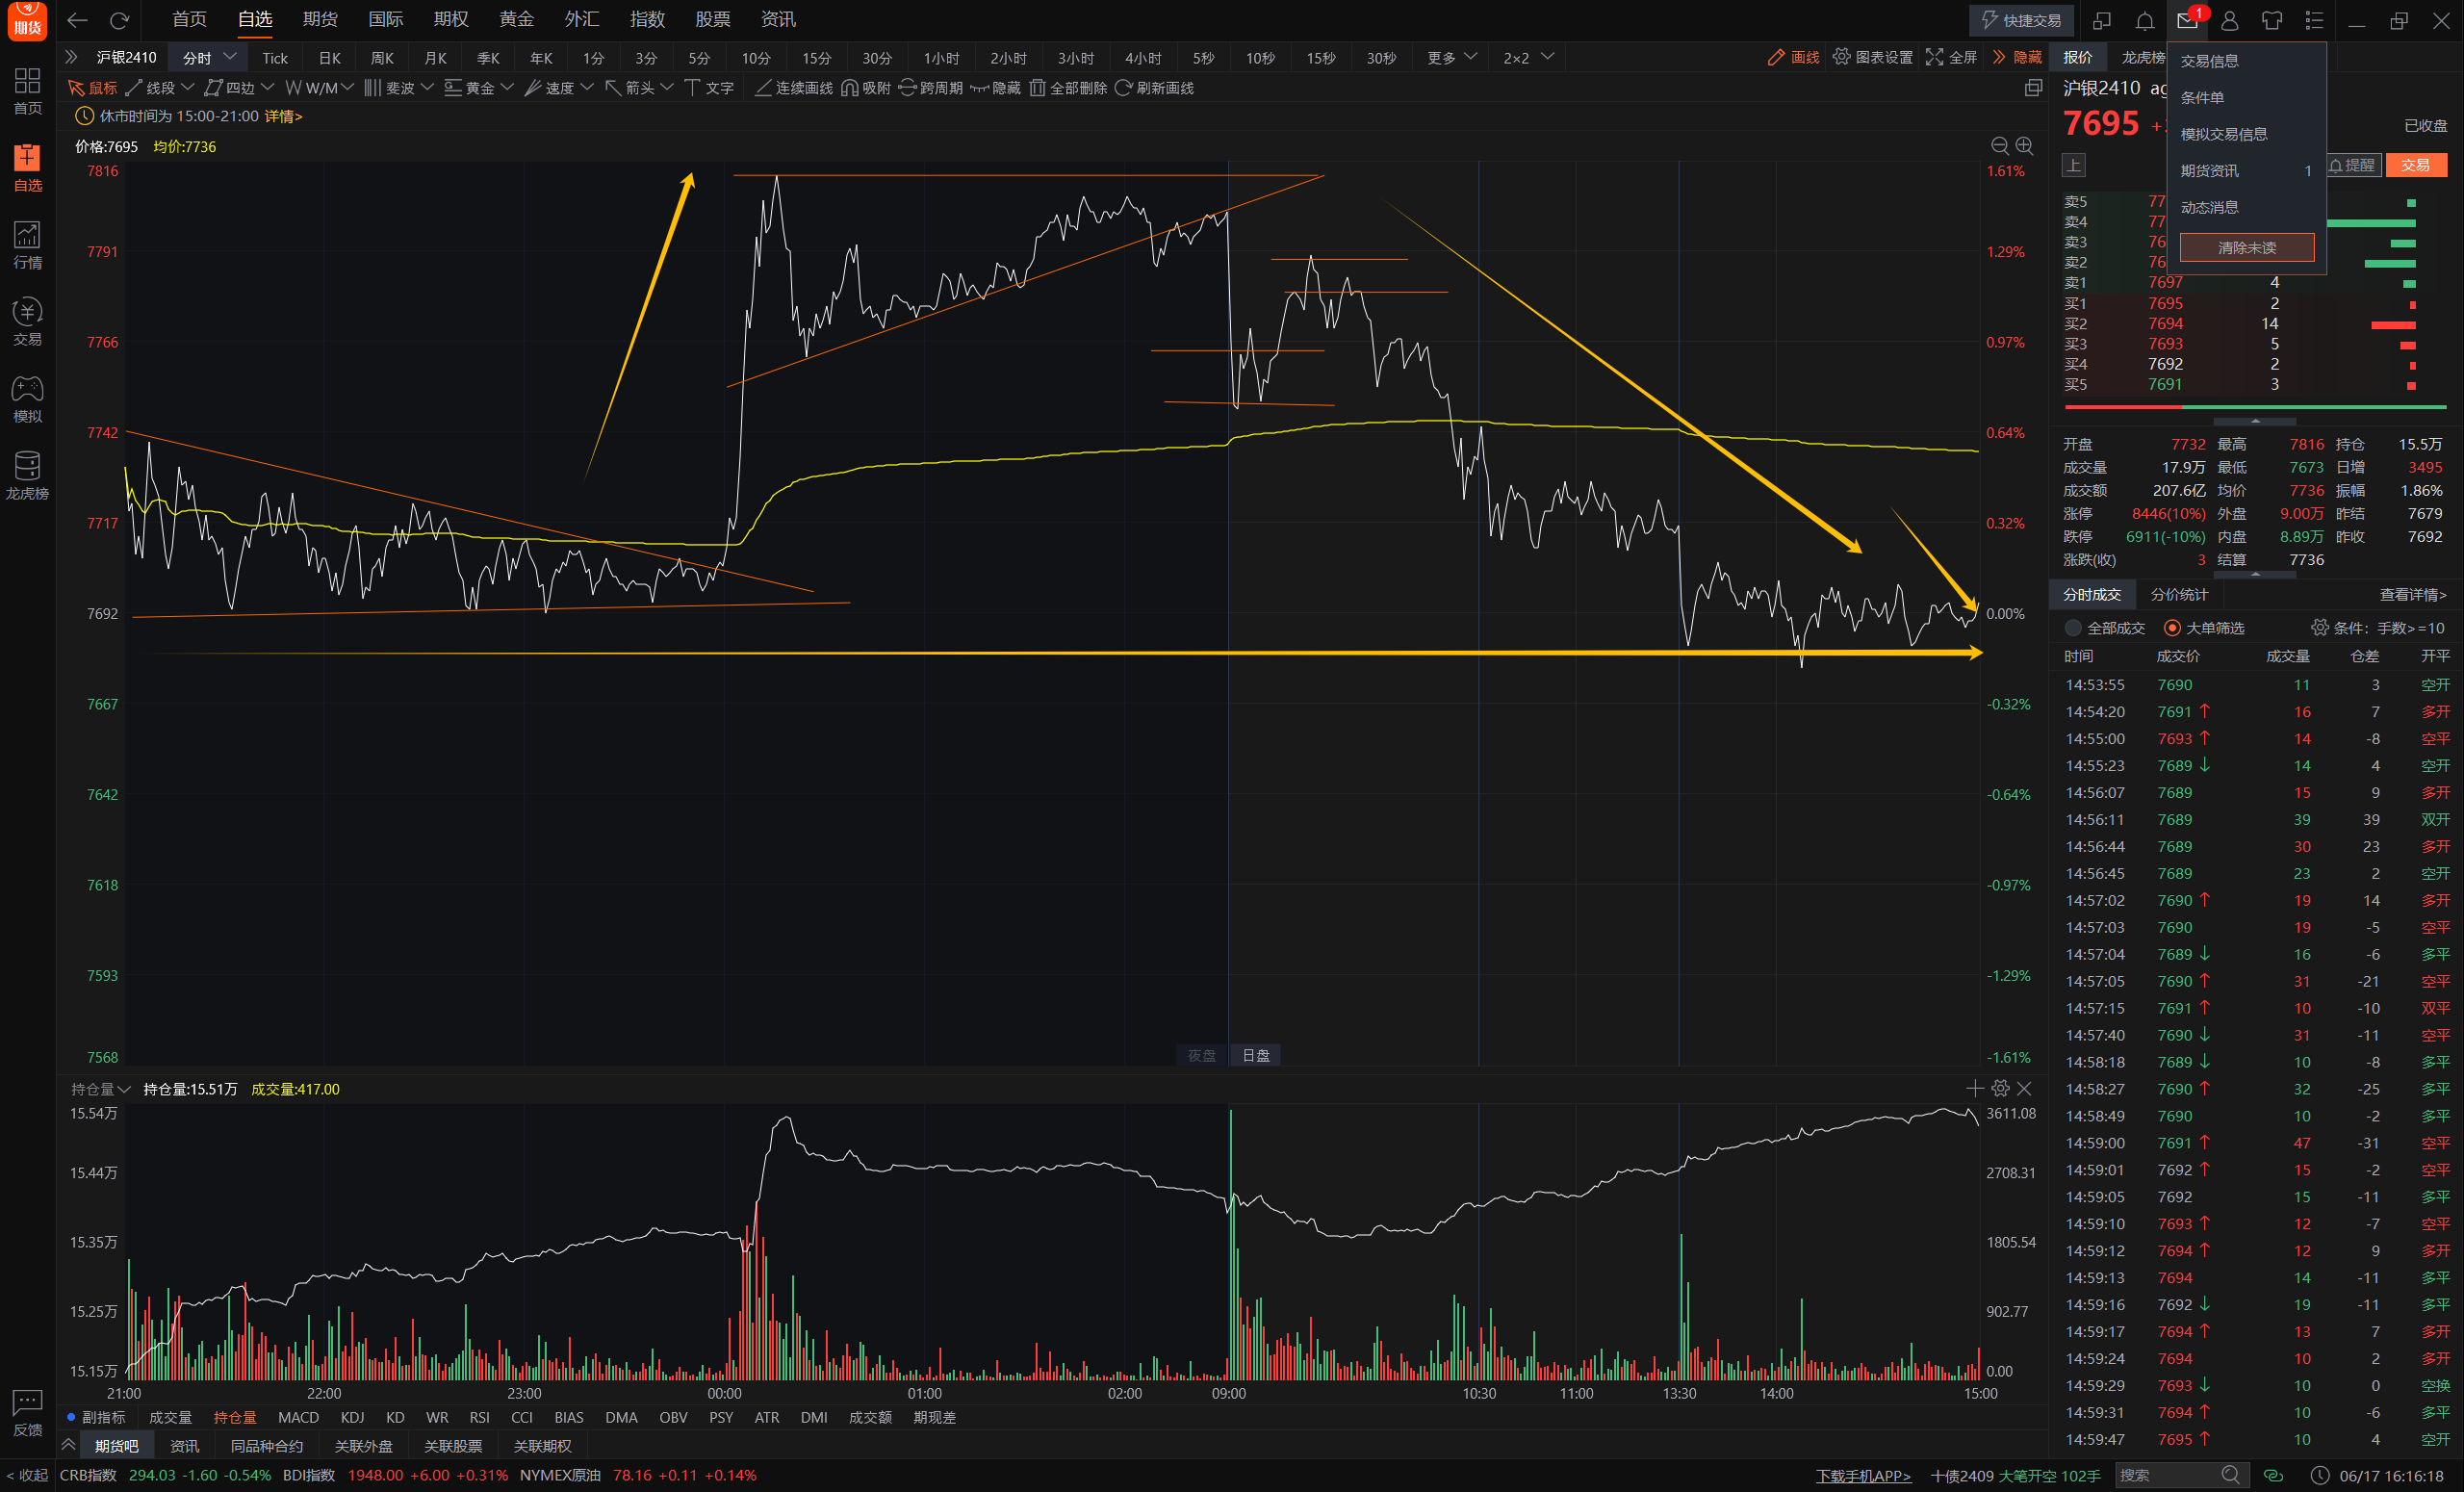 期货 首页 自选 期货 国际 期权 黄金 外汇 指数 股票 资讯 快捷交易 1
沪银2410 分时 Tick 日K 周K 月K 季K 年K 1分 3分 5分 10分 15分 30分 1小时 2小时 3小时 4小时 5秒 10秒 15秒 30秒 更多 2×2 画线 图表设置 全屏 隐藏 报价 龙虎榜
鼠标 线段 四边 W/M 斐波 黄金 速度 箭头 文字 连续画线 吸附 跨周期 隐藏 全部删除 刷新画线
休市时间为 15:00-21:00 详情>
价格:7695 均价:7736
首页
自选
行情
交易
模拟
龙虎榜
反馈
7816 1.61%
7791 1.29%
7766 0.97%
7742 0.64%
7717 0.32%
7692 0.00%
7667 -0.32%
7642 -0.64%
7618 -0.97%
7593 -1.29%
7568 -1.61%
夜盘 日盘
持仓量 持仓量:15.51万 成交量:417.00
15.54万 3611.08
15.44万 2708.31
15.35万 1805.54
15.25万 902.77
15.15万 0.00
21:00 22:00 23:00 00:00 01:00 02:00 09:00 10:30 11:00 13:30 14:00 15:00
副指标 成交量 持仓量 MACD KDJ KD WR RSI CCI BIAS DMA OBV PSY ATR DMI 成交额 期现差
期货吧 资讯 同品种合约 关联外盘 关联股票 关联期权
沪银2410
7695 已收盘
上 提醒 交易
交易信息
条件单
模拟交易信息
期货资讯 1
动态消息
清除未读
卖5 77
卖4 77
卖3 76
卖2 76
卖1 7697 4
买1 7695 2
买2 7694 14
买3 7693 5
买4 7692 2
买5 7691 3
开盘 7732 最高 7816 持仓 15.5万
成交量 17.9万 最低 7673 日增 3495
成交额 207.6亿 均价 7736 振幅 1.86%
涨停 8446(10%) 外盘 9.00万 昨结 7679
跌停 6911(-10%) 内盘 8.89万 昨收 7692
涨跌(收) 3 结算 7736
分时成交 分价统计 查看详情>
全部成交 大单筛选 条件：手数>=10
时间 成交价 成交量 仓差 开平
14:53:55 7690 11 3 空开
14:54:20 7691 ↑ 16 7 多开
14:55:00 7693 ↑ 14 -8 空平
14:55:23 7689 ↓ 14 4 空开
14:56:07 7689 15 9 多开
14:56:11 7689 39 39 双开
14:56:44 7689 30 23 多开
14:56:45 7689 23 2 空开
14:57:02 7690 ↑ 19 14 多开
14:57:03 7690 19 -5 空平
14:57:04 7689 ↓ 16 -6 多平
14:57:05 7690 ↑ 31 -21 空平
14:57:15 7691 ↑ 10 -10 双平
14:57:40 7690 ↓ 31 -11 空平
14:58:18 7689 ↓ 10 -8 多平
14:58:27 7690 ↑ 32 -25 多平
14:58:49 7690 10 -2 多平
14:59:00 7691 ↑ 47 -31 空平
14:59:01 7692 ↑ 15 -2 空平
14:59:05 7692 15 -11 多平
14:59:10 7693 ↑ 12 -7 空平
14:59:12 7694 ↑ 12 9 多开
14:59:13 7694 14 -11 多平
14:59:16 7692 ↓ 19 -11 多平
14:59:17 7694 ↑ 13 7 多开
14:59:24 7694 10 2 多开
14:59:29 7693 ↓ 10 0 空换
14:59:31 7694 ↑ 10 -6 多平
14:59:47 7695 ↑ 10 4 空开
< 收起 CRB指数 294.03 -1.60 -0.54% BDI指数 1948.00 +6.00 +0.31% NYMEX原油 78.16 +0.11 +0.14% 下载手机APP> 十债2409 大笔开空 102手 搜索 06/17 16:16:18